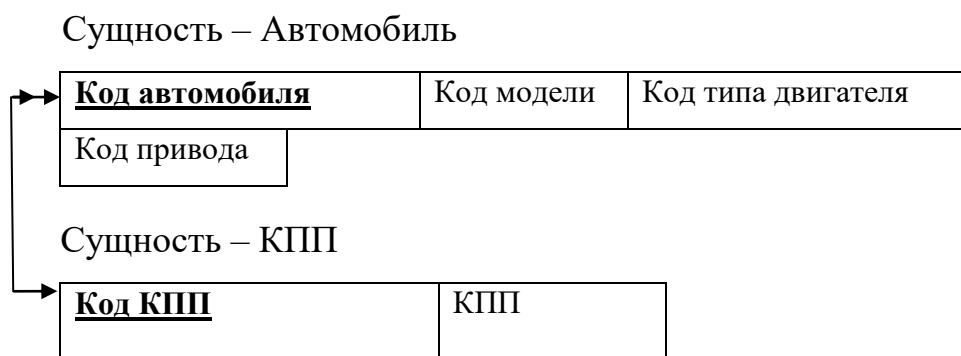 Сущность – Автомобиль
Код автомобиля Код модели Код типа двигателя
Код привода
Сущность – КПП
Код КПП КПП